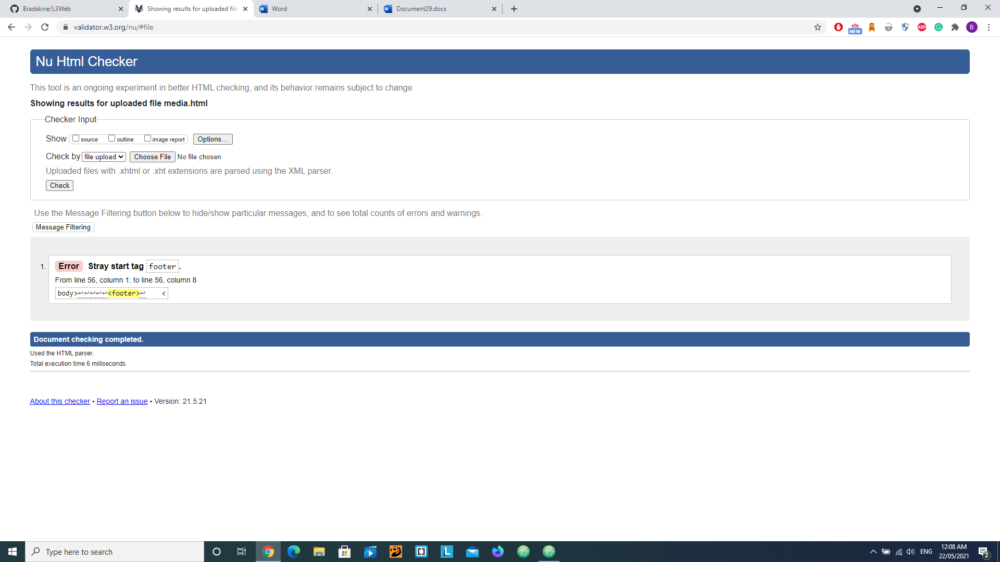 Bradskine/L3Web
Showing results for uploaded file
Word
Document29.docx
validator.w3.org/nu/#file
NEW
ABP
B
Nu Html Checker
This tool is an ongoing experiment in better HTML checking, and its behavior remains subject to change
Showing results for uploaded file media.html
Checker Input
Show source outline image report Options...
Check by file upload Choose File No file chosen
Uploaded files with .xhtml or .xht extensions are parsed using the XML parser.
Check
Use the Message Filtering button below to hide/show particular messages, and to see total counts of errors and warnings.
Message Filtering
1. Error Stray start tag footer.
From line 56, column 1; to line 56, column 8
body>↩↩↩↩↩<footer>↩ <
Document checking completed.
Used the HTML parser.
Total execution time 6 milliseconds.
About this checker • Report an issue • Version: 21.5.21
Type here to search
L
ENG
12:08 AM
22/05/2021
2